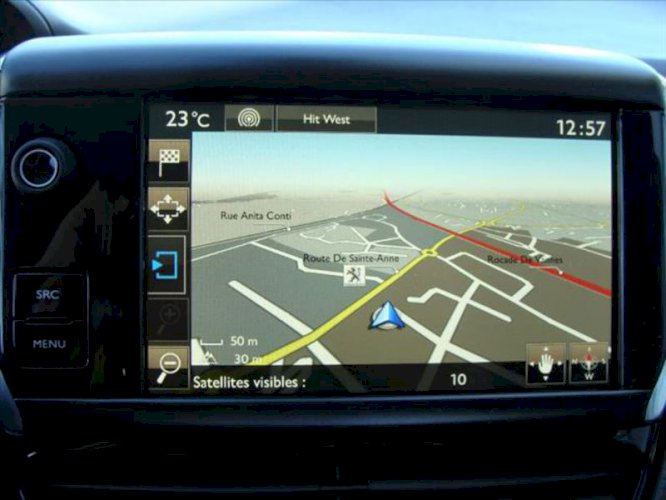 23°C
Hit West
12:57
Rue Anita Conti
Route De Sainte-Anne
Rocade De Vannes
SRC
MENU
50 m
30 m
Satellites visibles : 10
W